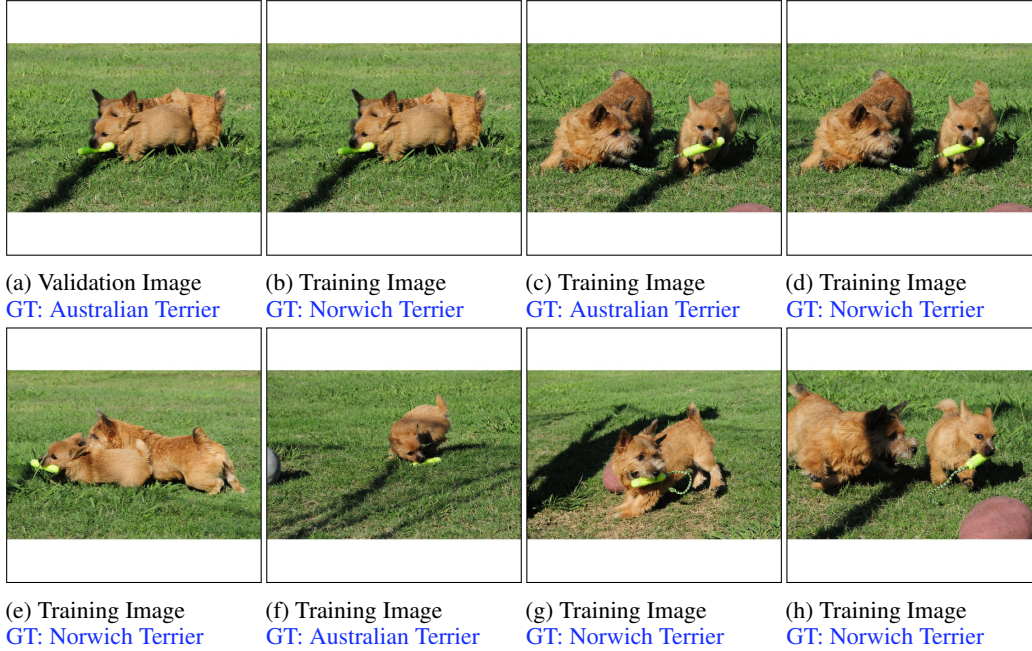 (a) Validation Image
GT: Australian Terrier
(b) Training Image
GT: Norwich Terrier
(c) Training Image
GT: Australian Terrier
(d) Training Image
GT: Norwich Terrier
(e) Training Image
GT: Norwich Terrier
(f) Training Image
GT: Australian Terrier
(g) Training Image
GT: Norwich Terrier
(h) Training Image
GT: Norwich Terrier